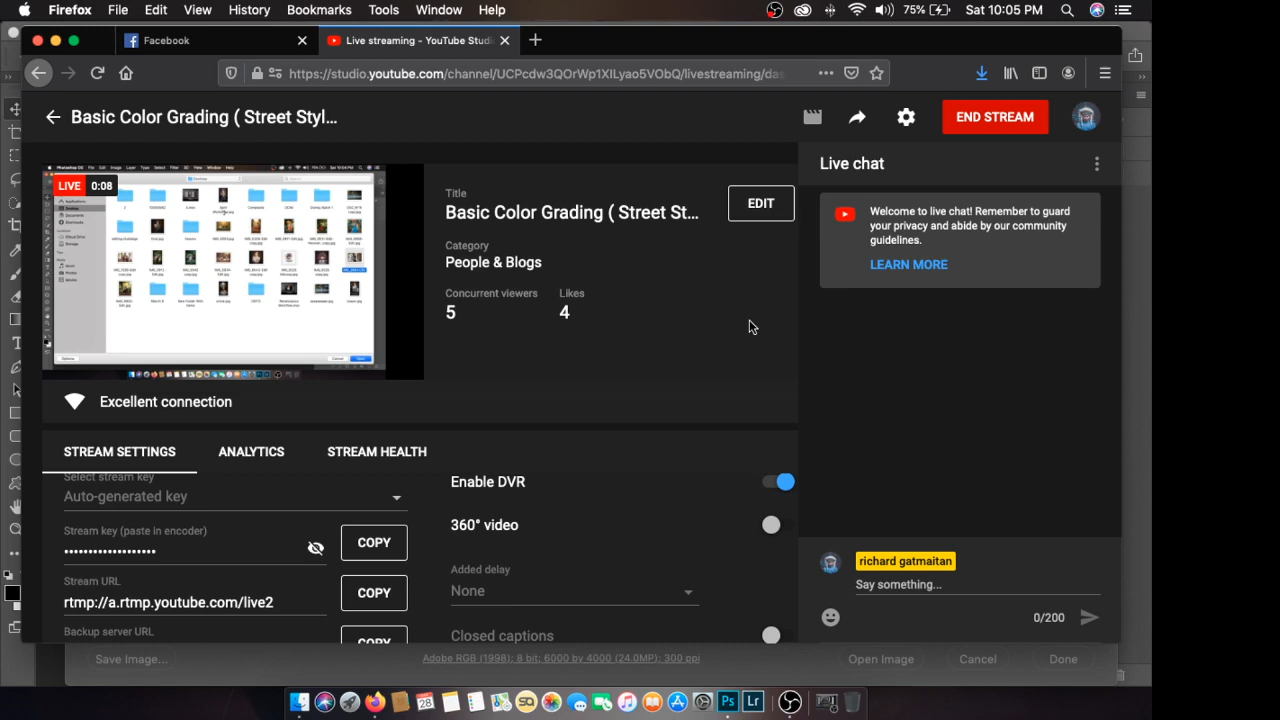 Firefox File Edit View History Bookmarks Tools Window Help 75% Sat 10:05 PM
Facebook
Live streaming - YouTube Studi
https://studio.youtube.com/channel/UCPcdw3QOrWp1XILyao5VObQ/livestreaming/das
Basic Color Grading ( Street Styl...
END STREAM
LIVE 0:08
Title
Basic Color Grading ( Street St...
EDIT
Category
People & Blogs
Concurrent viewers Likes
5 4
Excellent connection
STREAM SETTINGS ANALYTICS STREAM HEALTH
Select stream key
Auto-generated key
Stream key (paste in encoder)
•••••••••••••••••••
COPY
Stream URL
rtmp://a.rtmp.youtube.com/live2
COPY
Backup server URL
COPY
Enable DVR
360° video
Added delay
None
Closed captions
Live chat
Welcome to live chat! Remember to guard
your privacy and abide by our community
guidelines.
LEARN MORE
richard gatmaitan
Say something...
0/200
Save Image...
Adobe RGB (1998); 8 bit; 6000 by 4000 (24.0MP); 300 ppi
Open Image Cancel Done
28
Ps Lr